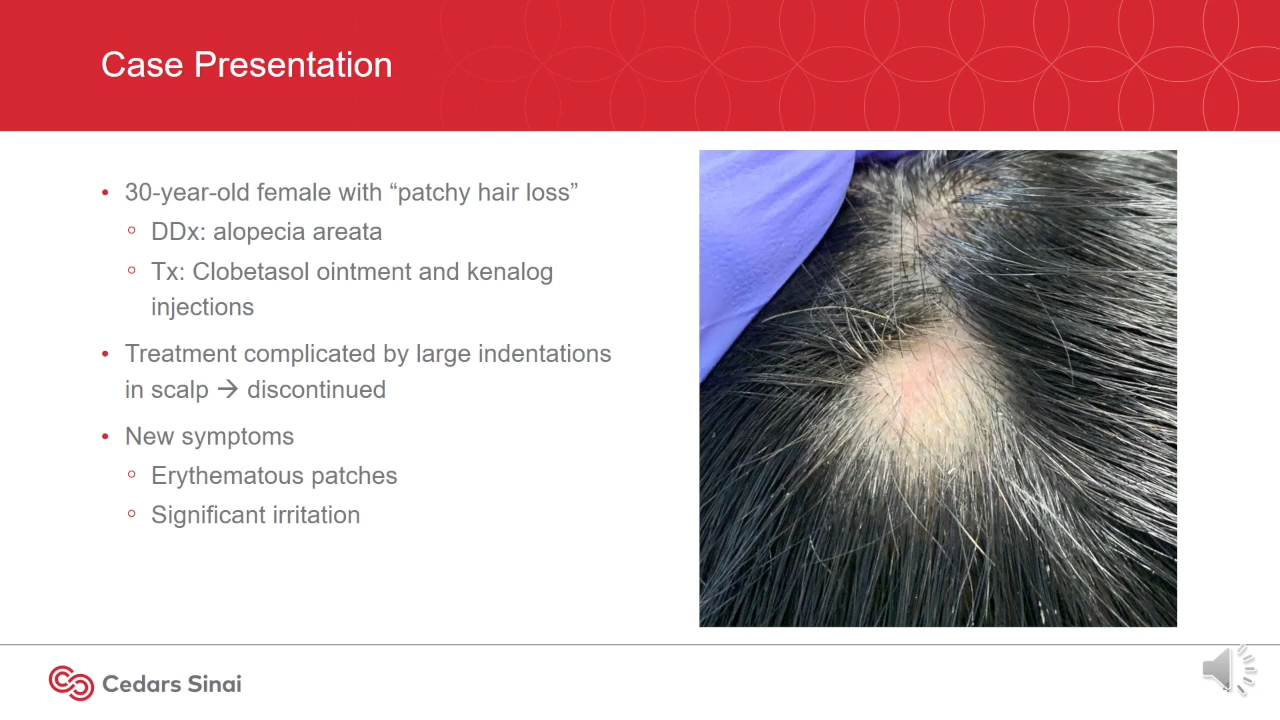 Case Presentation
• 30-year-old female with “patchy hair loss”
◦ DDx: alopecia areata
◦ Tx: Clobetasol ointment and kenalog
injections
• Treatment complicated by large indentations
in scalp → discontinued
• New symptoms
◦ Erythematous patches
◦ Significant irritation
Cedars Sinai